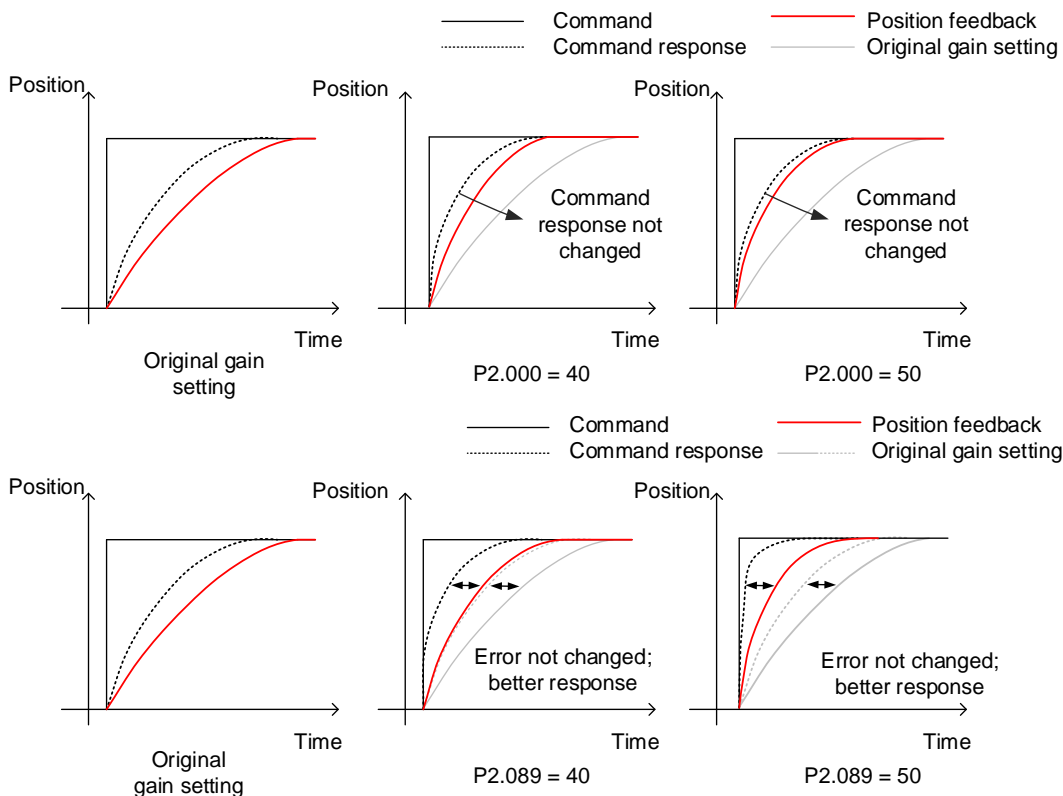 Command
Position feedback
Command response
Original gain setting
Position
Position
Position
Command
response not
changed
Command
response not
changed
Time
Time
Time
Original gain
setting
P2.000 = 40
P2.000 = 50
Command
Position feedback
Command response
Original gain setting
Position
Position
Position
Error not changed;
better response
Error not changed;
better response
Time
Time
Time
Original
gain setting
P2.089 = 40
P2.089 = 50